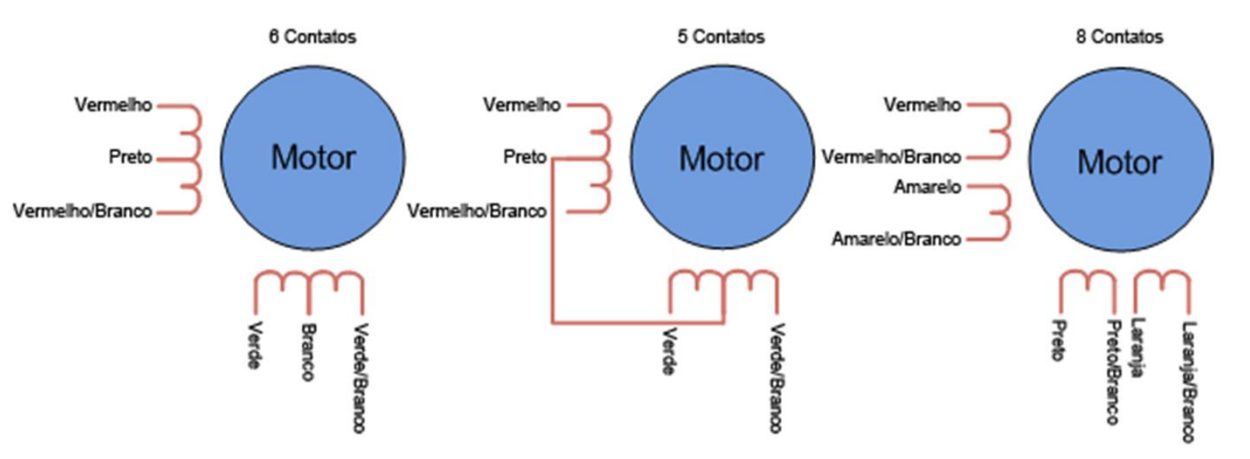 6 Contatos
Vermelho
Preto
Vermelho/Branco
Motor
Verde
Branco
Verde/Branco
5 Contatos
Vermelho
Preto
Vermelho/Branco
Motor
Verde
Verde/Branco
8 Contatos
Vermelho
Vermelho/Branco
Amarelo
Amarelo/Branco
Motor
Preto
Preto/Branco
Laranja
Laranja/Branco